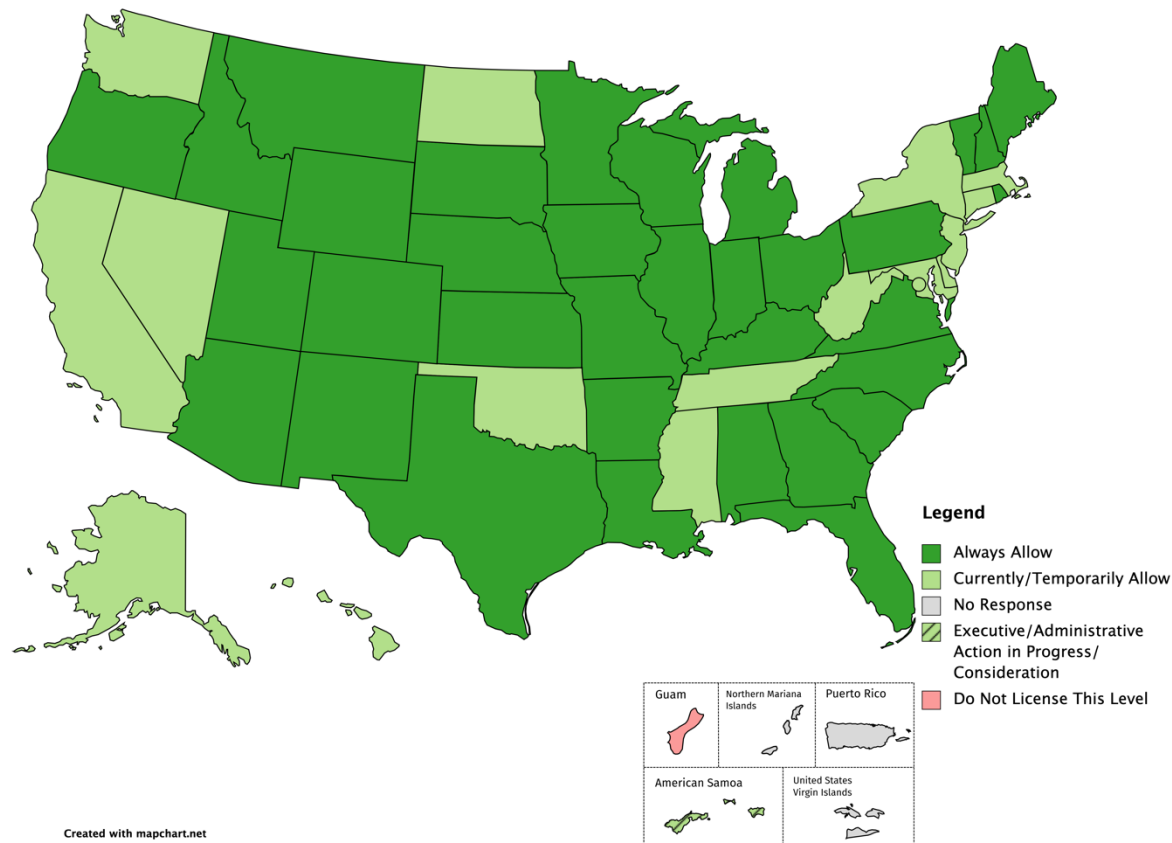 Legend
Always Allow
Currently/Temporarily Allow
No Response
Executive/Administrative
Action in Progress/
Consideration
Do Not License This Level
Guam
Northern Mariana
Islands
Puerto Rico
American Samoa
United States
Virgin Islands
Created with mapchart.net